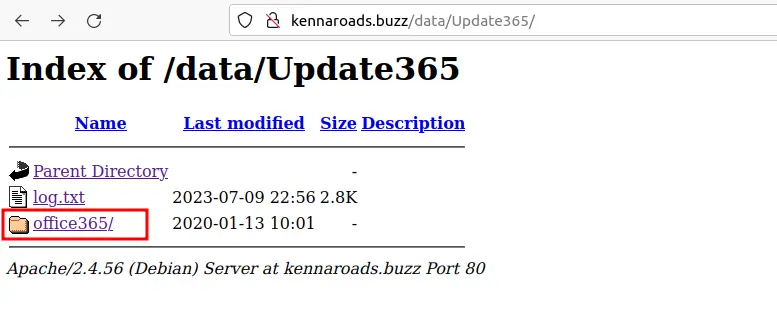 kennaroads.buzz/data/Update365/
Index of /data/Update365
Name Last modified Size Description
Parent Directory -
log.txt 2023-07-09 22:56 2.8K
office365/ 2020-01-13 10:01 -
Apache/2.4.56 (Debian) Server at kennaroads.buzz Port 80